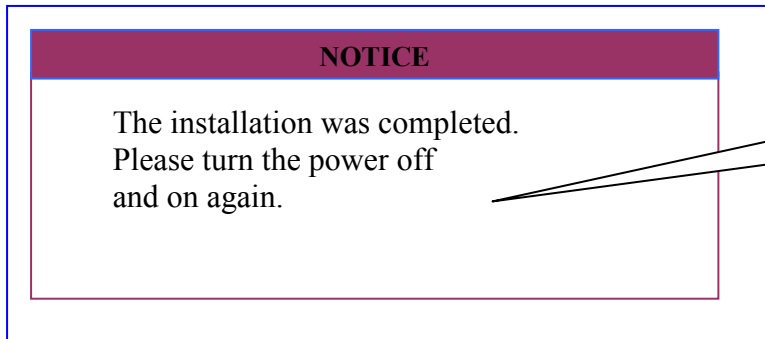 NOTICE
The installation was completed.
Please turn the power off
and on again.